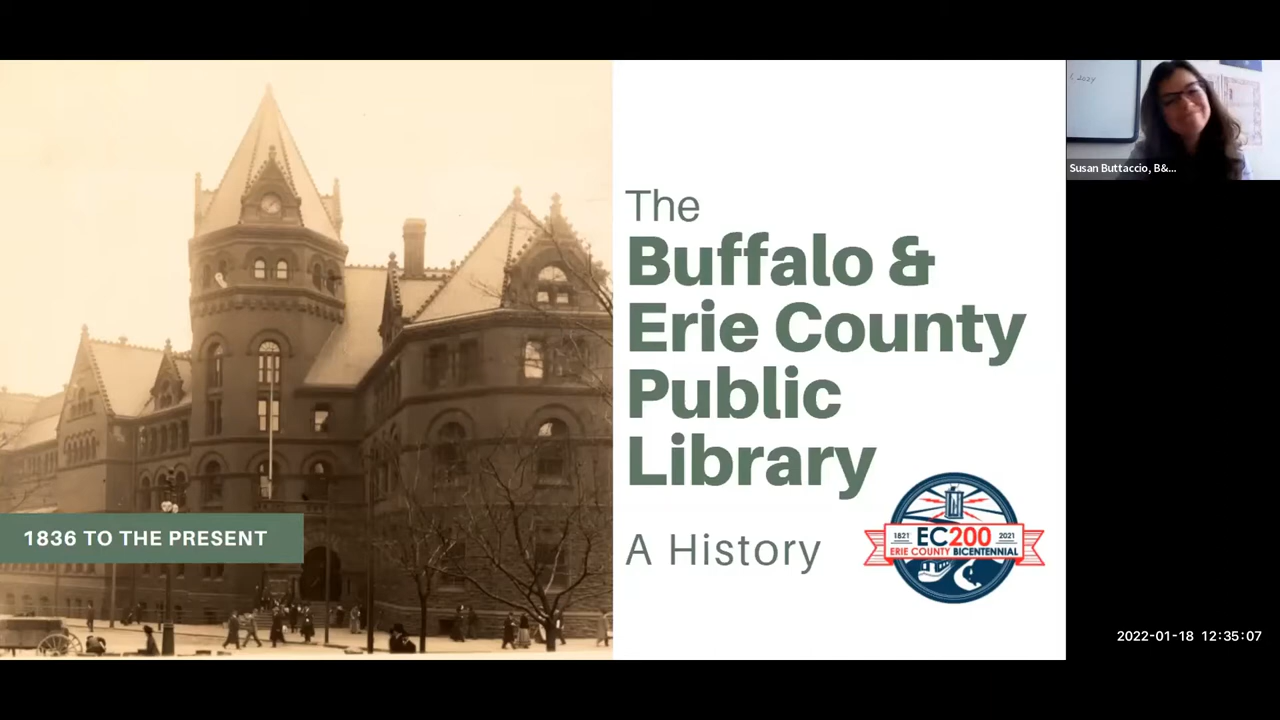 The
Buffalo &
Erie County
Public
Library
A History
1836 TO THE PRESENT
1821 EC200 2021
ERIE COUNTY BICENTENNIAL
Susan Buttaccio, B&...
2022-01-18 12:35:07